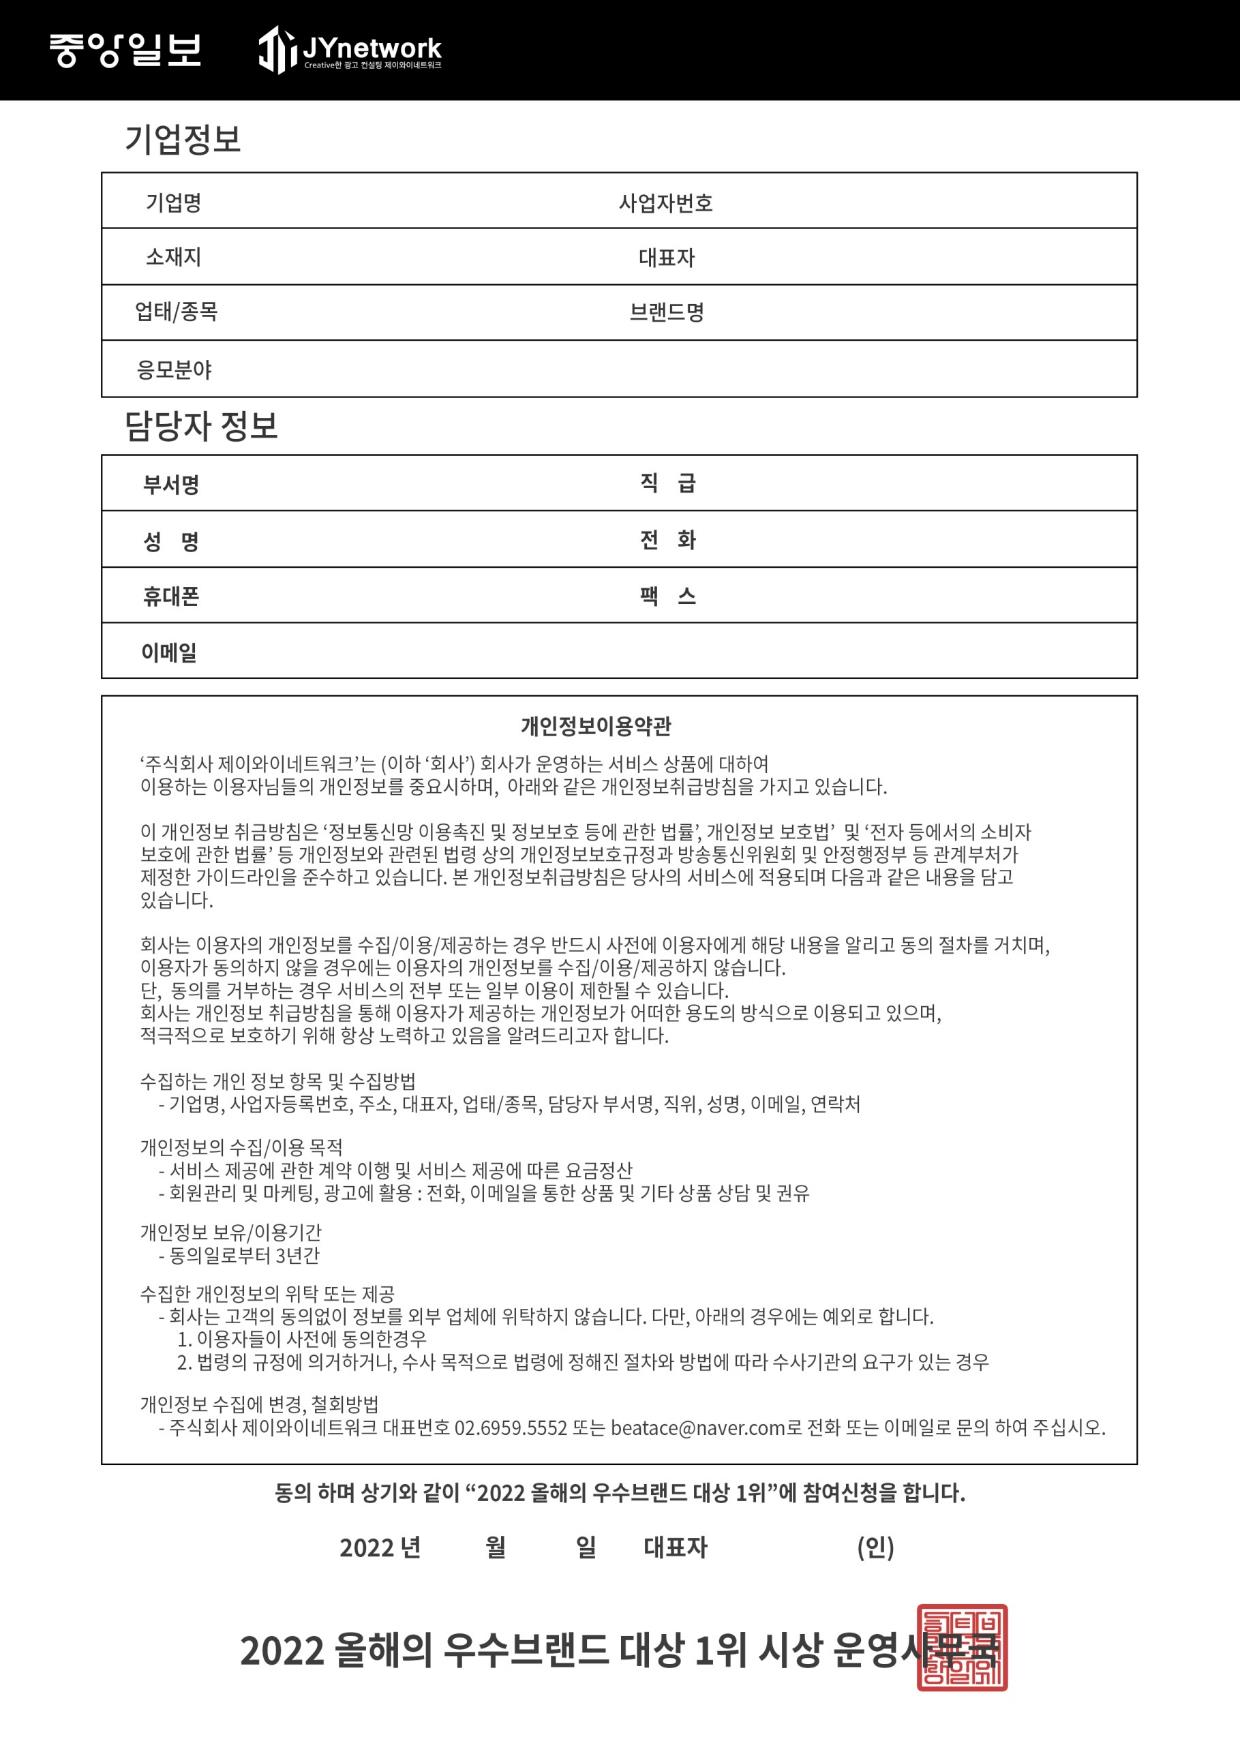 중앙일보
JYnetwork
Creative한 광고 컨설팅 제이와이네트워크
기업정보
기업명 사업자번호
소재지 대표자
업태/종목 브랜드명
응모분야
담당자 정보
부서명 직 급
성 명 전 화
휴대폰 팩 스
이메일
개인정보이용약관
‘주식회사 제이와이네트워크’는 (이하 ‘회사’) 회사가 운영하는 서비스 상품에 대하여
이용하는 이용자님들의 개인정보를 중요시하며, 아래와 같은 개인정보취급방침을 가지고 있습니다.
이 개인정보 취금방침은 ‘정보통신망 이용촉진 및 정보보호 등에 관한 법률’, 개인정보 보호법’ 및 ‘전자 등에서의 소비자
보호에 관한 법률’ 등 개인정보와 관련된 법령 상의 개인정보보호규정과 방송통신위원회 및 안정행정부 등 관계부처가
제정한 가이드라인을 준수하고 있습니다. 본 개인정보취급방침은 당사의 서비스에 적용되며 다음과 같은 내용을 담고
있습니다.
회사는 이용자의 개인정보를 수집/이용/제공하는 경우 반드시 사전에 이용자에게 해당 내용을 알리고 동의 절차를 거치며,
이용자가 동의하지 않을 경우에는 이용자의 개인정보를 수집/이용/제공하지 않습니다.
단, 동의를 거부하는 경우 서비스의 전부 또는 일부 이용이 제한될 수 있습니다.
회사는 개인정보 취급방침을 통해 이용자가 제공하는 개인정보가 어떠한 용도의 방식으로 이용되고 있으며,
적극적으로 보호하기 위해 항상 노력하고 있음을 알려드리고자 합니다.
수집하는 개인 정보 항목 및 수집방법
- 기업명, 사업자등록번호, 주소, 대표자, 업태/종목, 담당자 부서명, 직위, 성명, 이메일, 연락처
개인정보의 수집/이용 목적
- 서비스 제공에 관한 계약 이행 및 서비스 제공에 따른 요금정산
- 회원관리 및 마케팅, 광고에 활용 : 전화, 이메일을 통한 상품 및 기타 상품 상담 및 권유
개인정보 보유/이용기간
- 동의일로부터 3년간
수집한 개인정보의 위탁 또는 제공
- 회사는 고객의 동의없이 정보를 외부 업체에 위탁하지 않습니다. 다만, 아래의 경우에는 예외로 합니다.
1. 이용자들이 사전에 동의한경우
2. 법령의 규정에 의거하거나, 수사 목적으로 법령에 정해진 절차와 방법에 따라 수사기관의 요구가 있는 경우
개인정보 수집에 변경, 철회방법
- 주식회사 제이와이네트워크 대표번호 02.6959.5552 또는 beatace@naver.com로 전화 또는 이메일로 문의 하여 주십시오.
동의 하며 상기와 같이 “2022 올해의 우수브랜드 대상 1위”에 참여신청을 합니다.
2022 년 월 일 대표자 (인)
2022 올해의 우수브랜드 대상 1위 시상 운영사무국